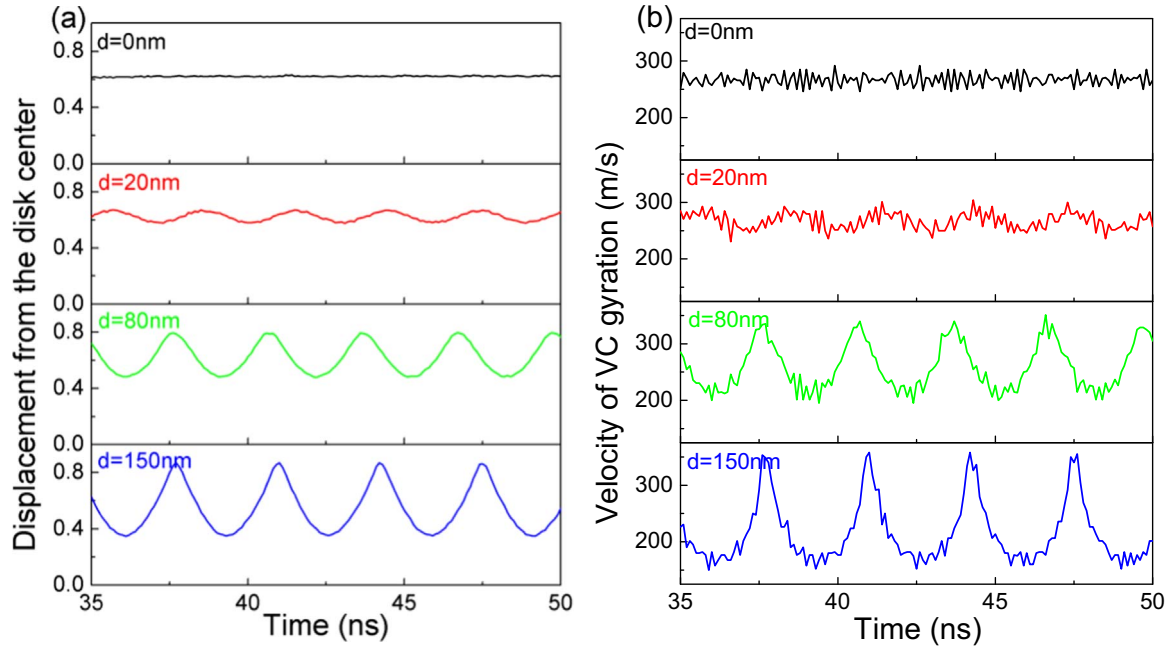 (a)
Displacement from the disk center
d=0nm
0.8
0.4
0.0
d=20nm
0.8
0.4
0.0
d=80nm
0.8
0.4
0.0
d=150nm
0.8
0.4
0.0
35 40 45 50
Time (ns)
(b)
Velocity of VC gyration (m/s)
d=0nm
300
200
d=20nm
300
250
d=80nm
300
200
d=150nm
300
200
35 40 45 50
Time (ns)